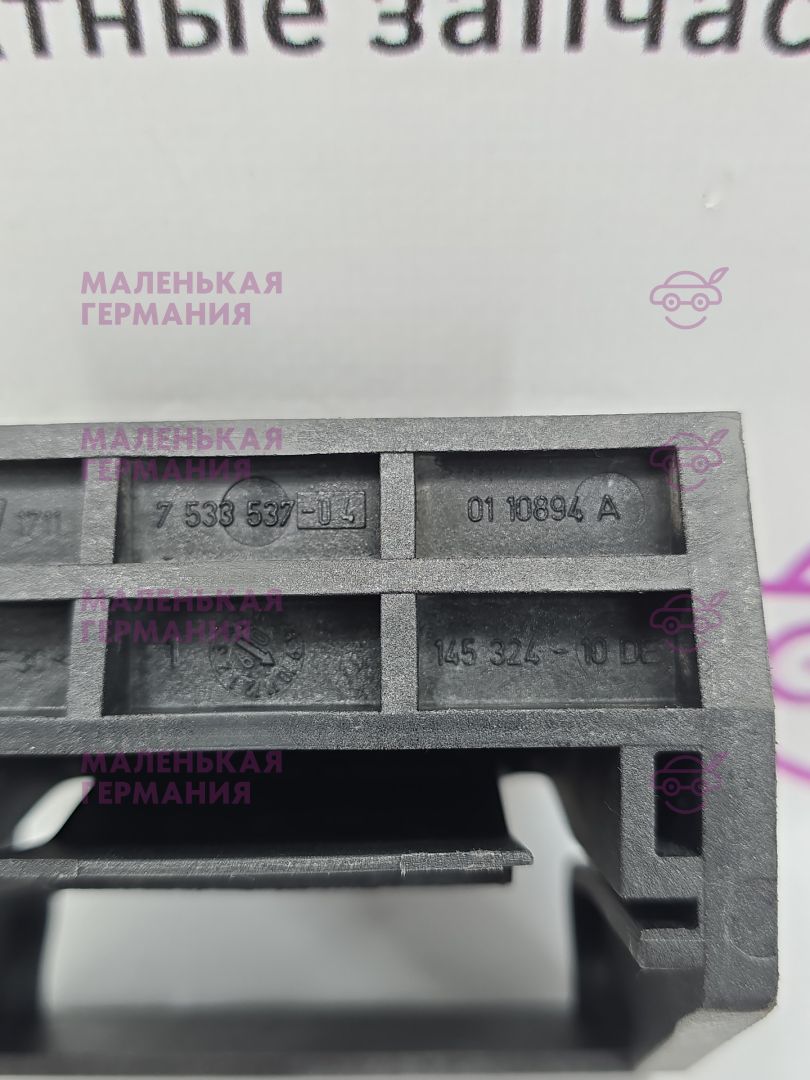 тные запчас
МАЛЕНЬКАЯ
ГЕРМАНИЯ
МАЛЕНЬКАЯ
ГЕРМАНИЯ
1711
7 533 537-04
01 10894 A
МАЛЕНЬКАЯ
ГЕРМАНИЯ
1
145 324-10 DE
МАЛЕНЬКАЯ
ГЕРМАНИЯ